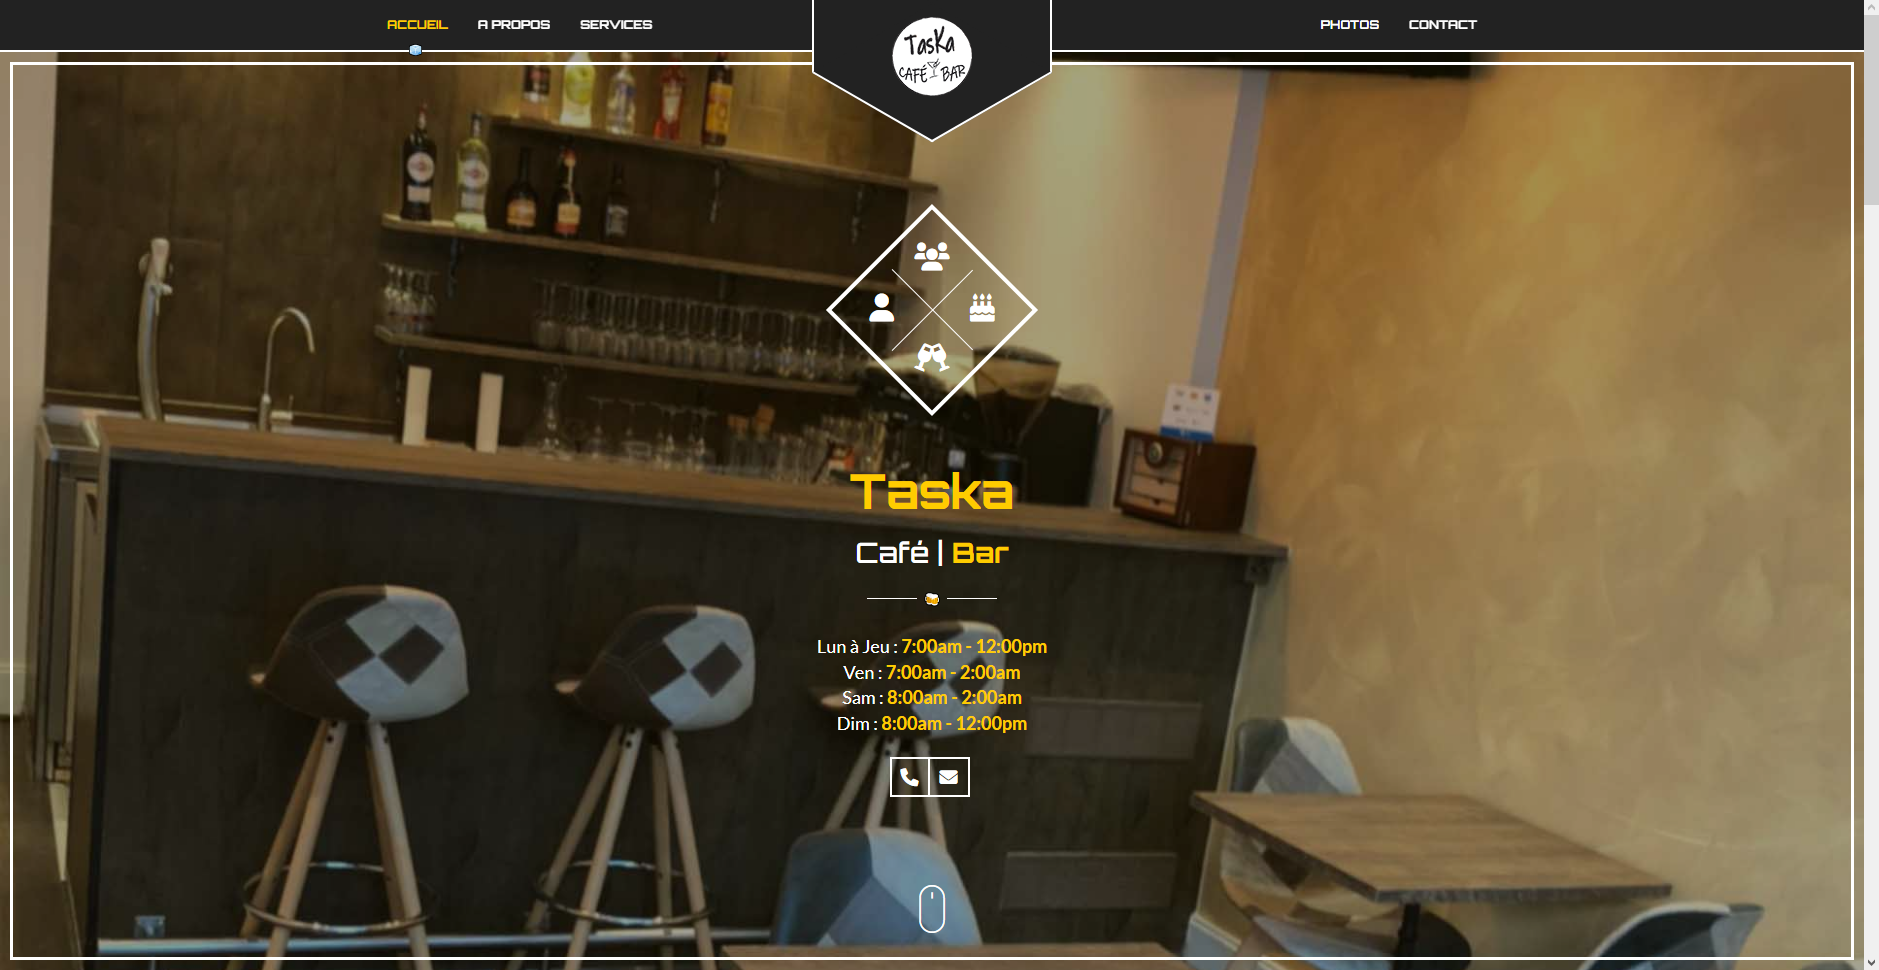 ACCUEIL
A PROPOS
SERVICES
TasKa
CAFÉ BAR
PHOTOS
CONTACT
Taska
Café | Bar
Lun à Jeu : 7:00am - 12:00pm
Ven : 7:00am - 2:00am
Sam : 8:00am - 2:00am
Dim : 8:00am - 12:00pm